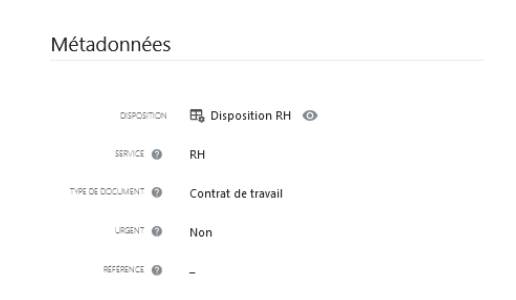 Métadonnées
DISPOSITION Disposition RH
SERVICE ? RH
TYPE DE DOCUMENT ? Contrat de travail
URGENT ? Non
RÉFÉRENCE ? –